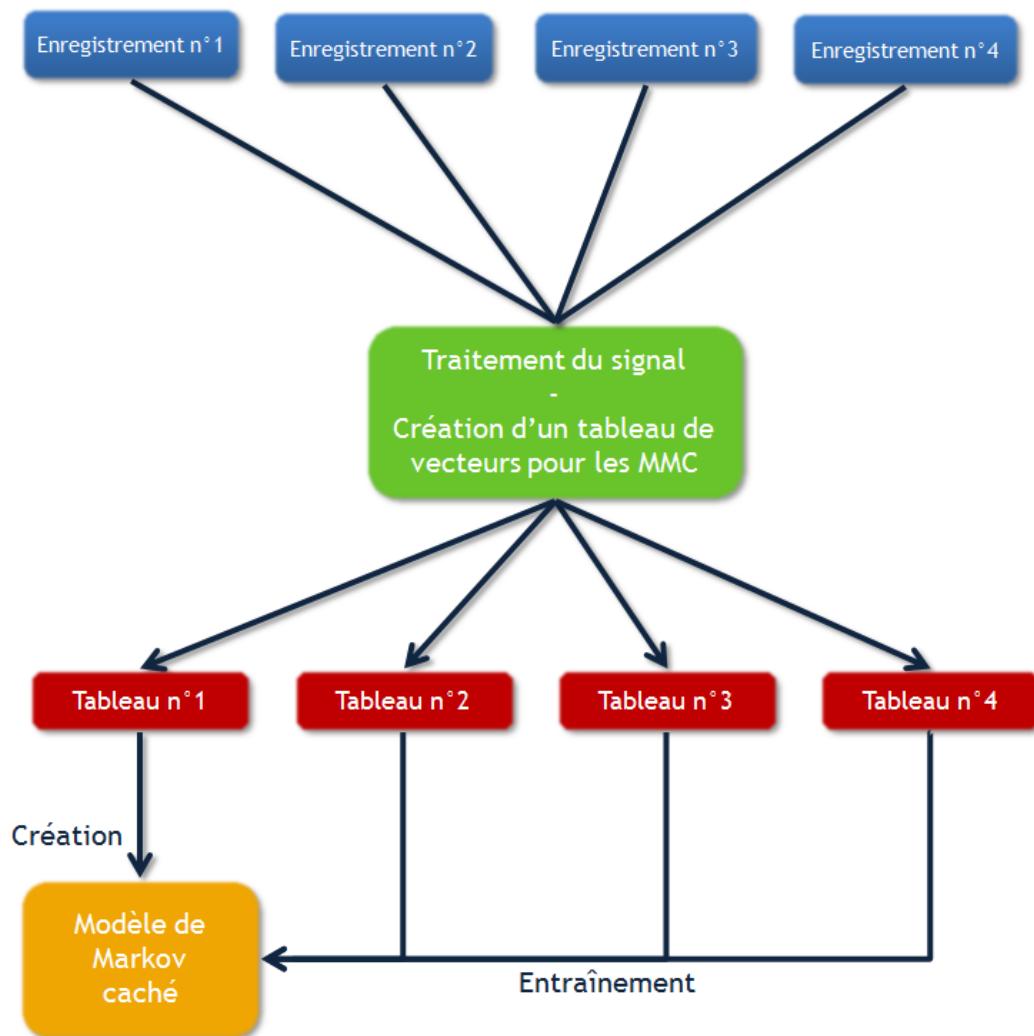 Enregistrement n°1
Enregistrement n°2
Enregistrement n°3
Enregistrement n°4
Traitement du signal
-
Création d'un tableau de
vecteurs pour les MMC
Tableau n°1
Tableau n°2
Tableau n°3
Tableau n°4
Création
Modèle de
Markov
caché
Entraînement